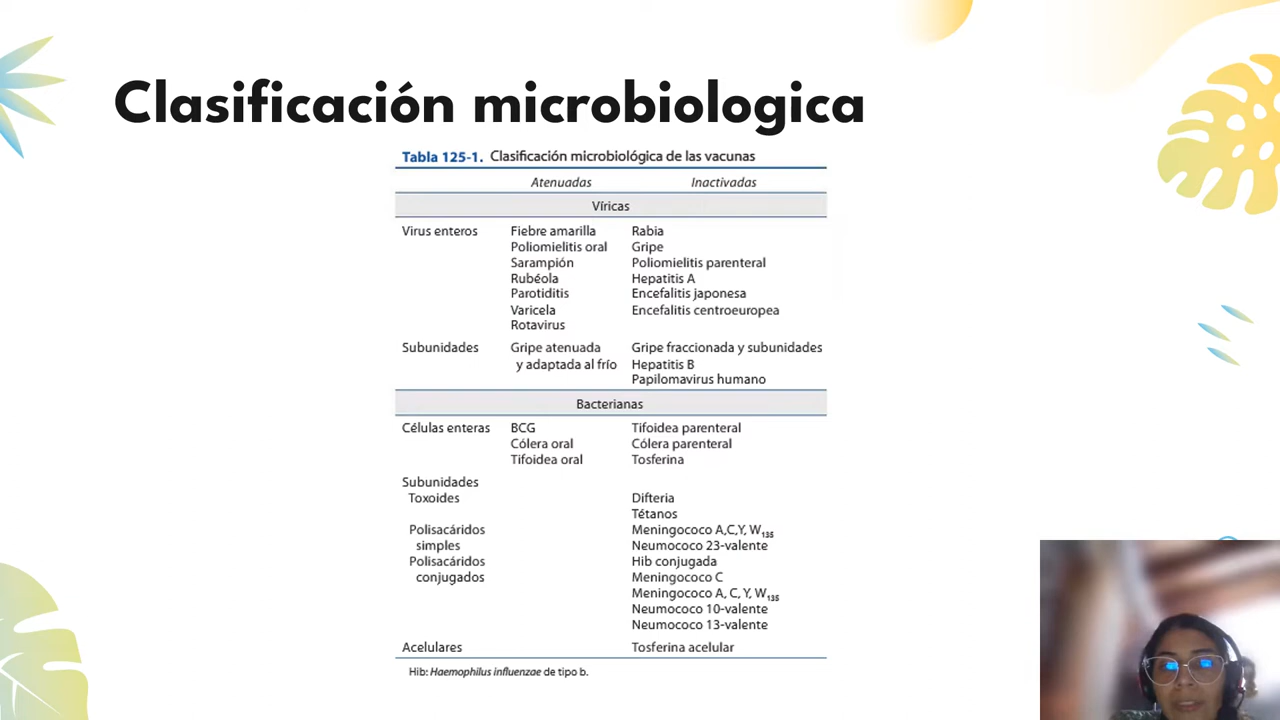 Clasificación microbiologica
Tabla 125-1. Clasificación microbiológica de las vacunas
Atenuadas Inactivadas
Víricas
Virus enteros Fiebre amarilla Rabia
Poliomielitis oral Gripe
Sarampión Poliomielitis parenteral
Rubéola Hepatitis A
Parotiditis Encefalitis japonesa
Varicela Encefalitis centroeuropea
Rotavirus
Subunidades Gripe atenuada Gripe fraccionada y subunidades
y adaptada al frío Hepatitis B
Papilomavirus humano
Bacterianas
Células enteras BCG Tifoidea parenteral
Cólera oral Cólera parenteral
Tifoidea oral Tosferina
Subunidades
Toxoides Difteria
Tétanos
Polisacáridos Meningococo A,C,Y, W135
simples Neumococo 23-valente
Polisacáridos Hib conjugada
conjugados Meningococo C
Meningococo A, C, Y, W135
Neumococo 10-valente
Neumococo 13-valente
Acelulares Tosferina acelular
Hib: Haemophilus influenzae de tipo b.